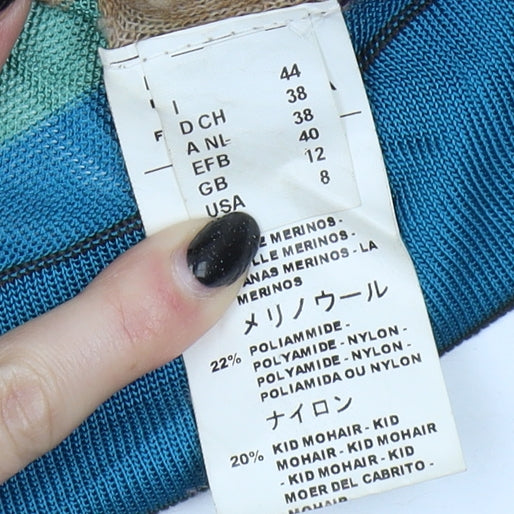 I 44
D CH 38
A NL 38
EFB 40
GB 12
USA 8
MERINOS -
LLE MERINOS -
ANAS MERINOS - LA
MERINOS
メリノウール
22% POLIAMMIDE -
POLYAMIDE - NYLON -
POLYAMIDE - NYLON -
POLIAMIDA OU NYLON
ナイロン
20% KID MOHAIR - KID
MOHAIR - KID MOHAIR
- KID MOHAIR - KID
MOER DEL CABRITO -
MOHAIR